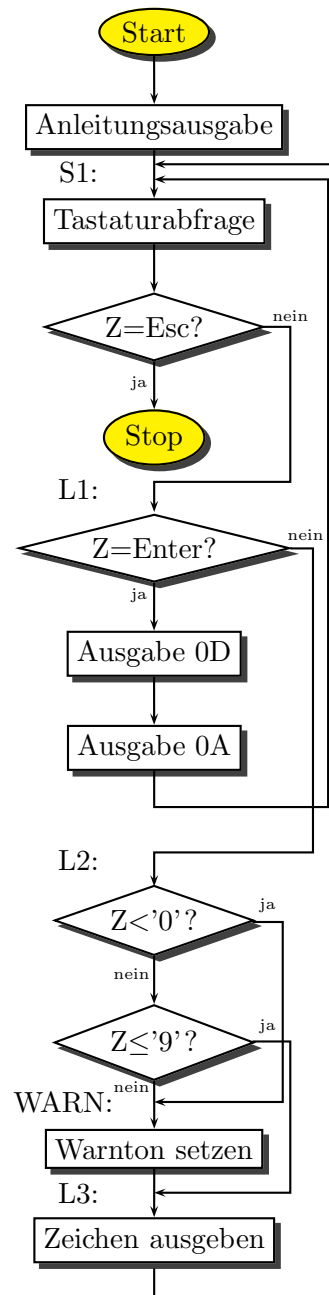 Start
Anleitungsausgabe
S1:
Tastaturabfrage
Z=Esc?
nein
ja
Stop
L1:
Z=Enter?
nein
ja
Ausgabe 0D
Ausgabe 0A
L2:
Z<'0'?
ja
nein
Z≤'9'?
ja
nein
WARN:
Warnton setzen
L3:
Zeichen ausgeben